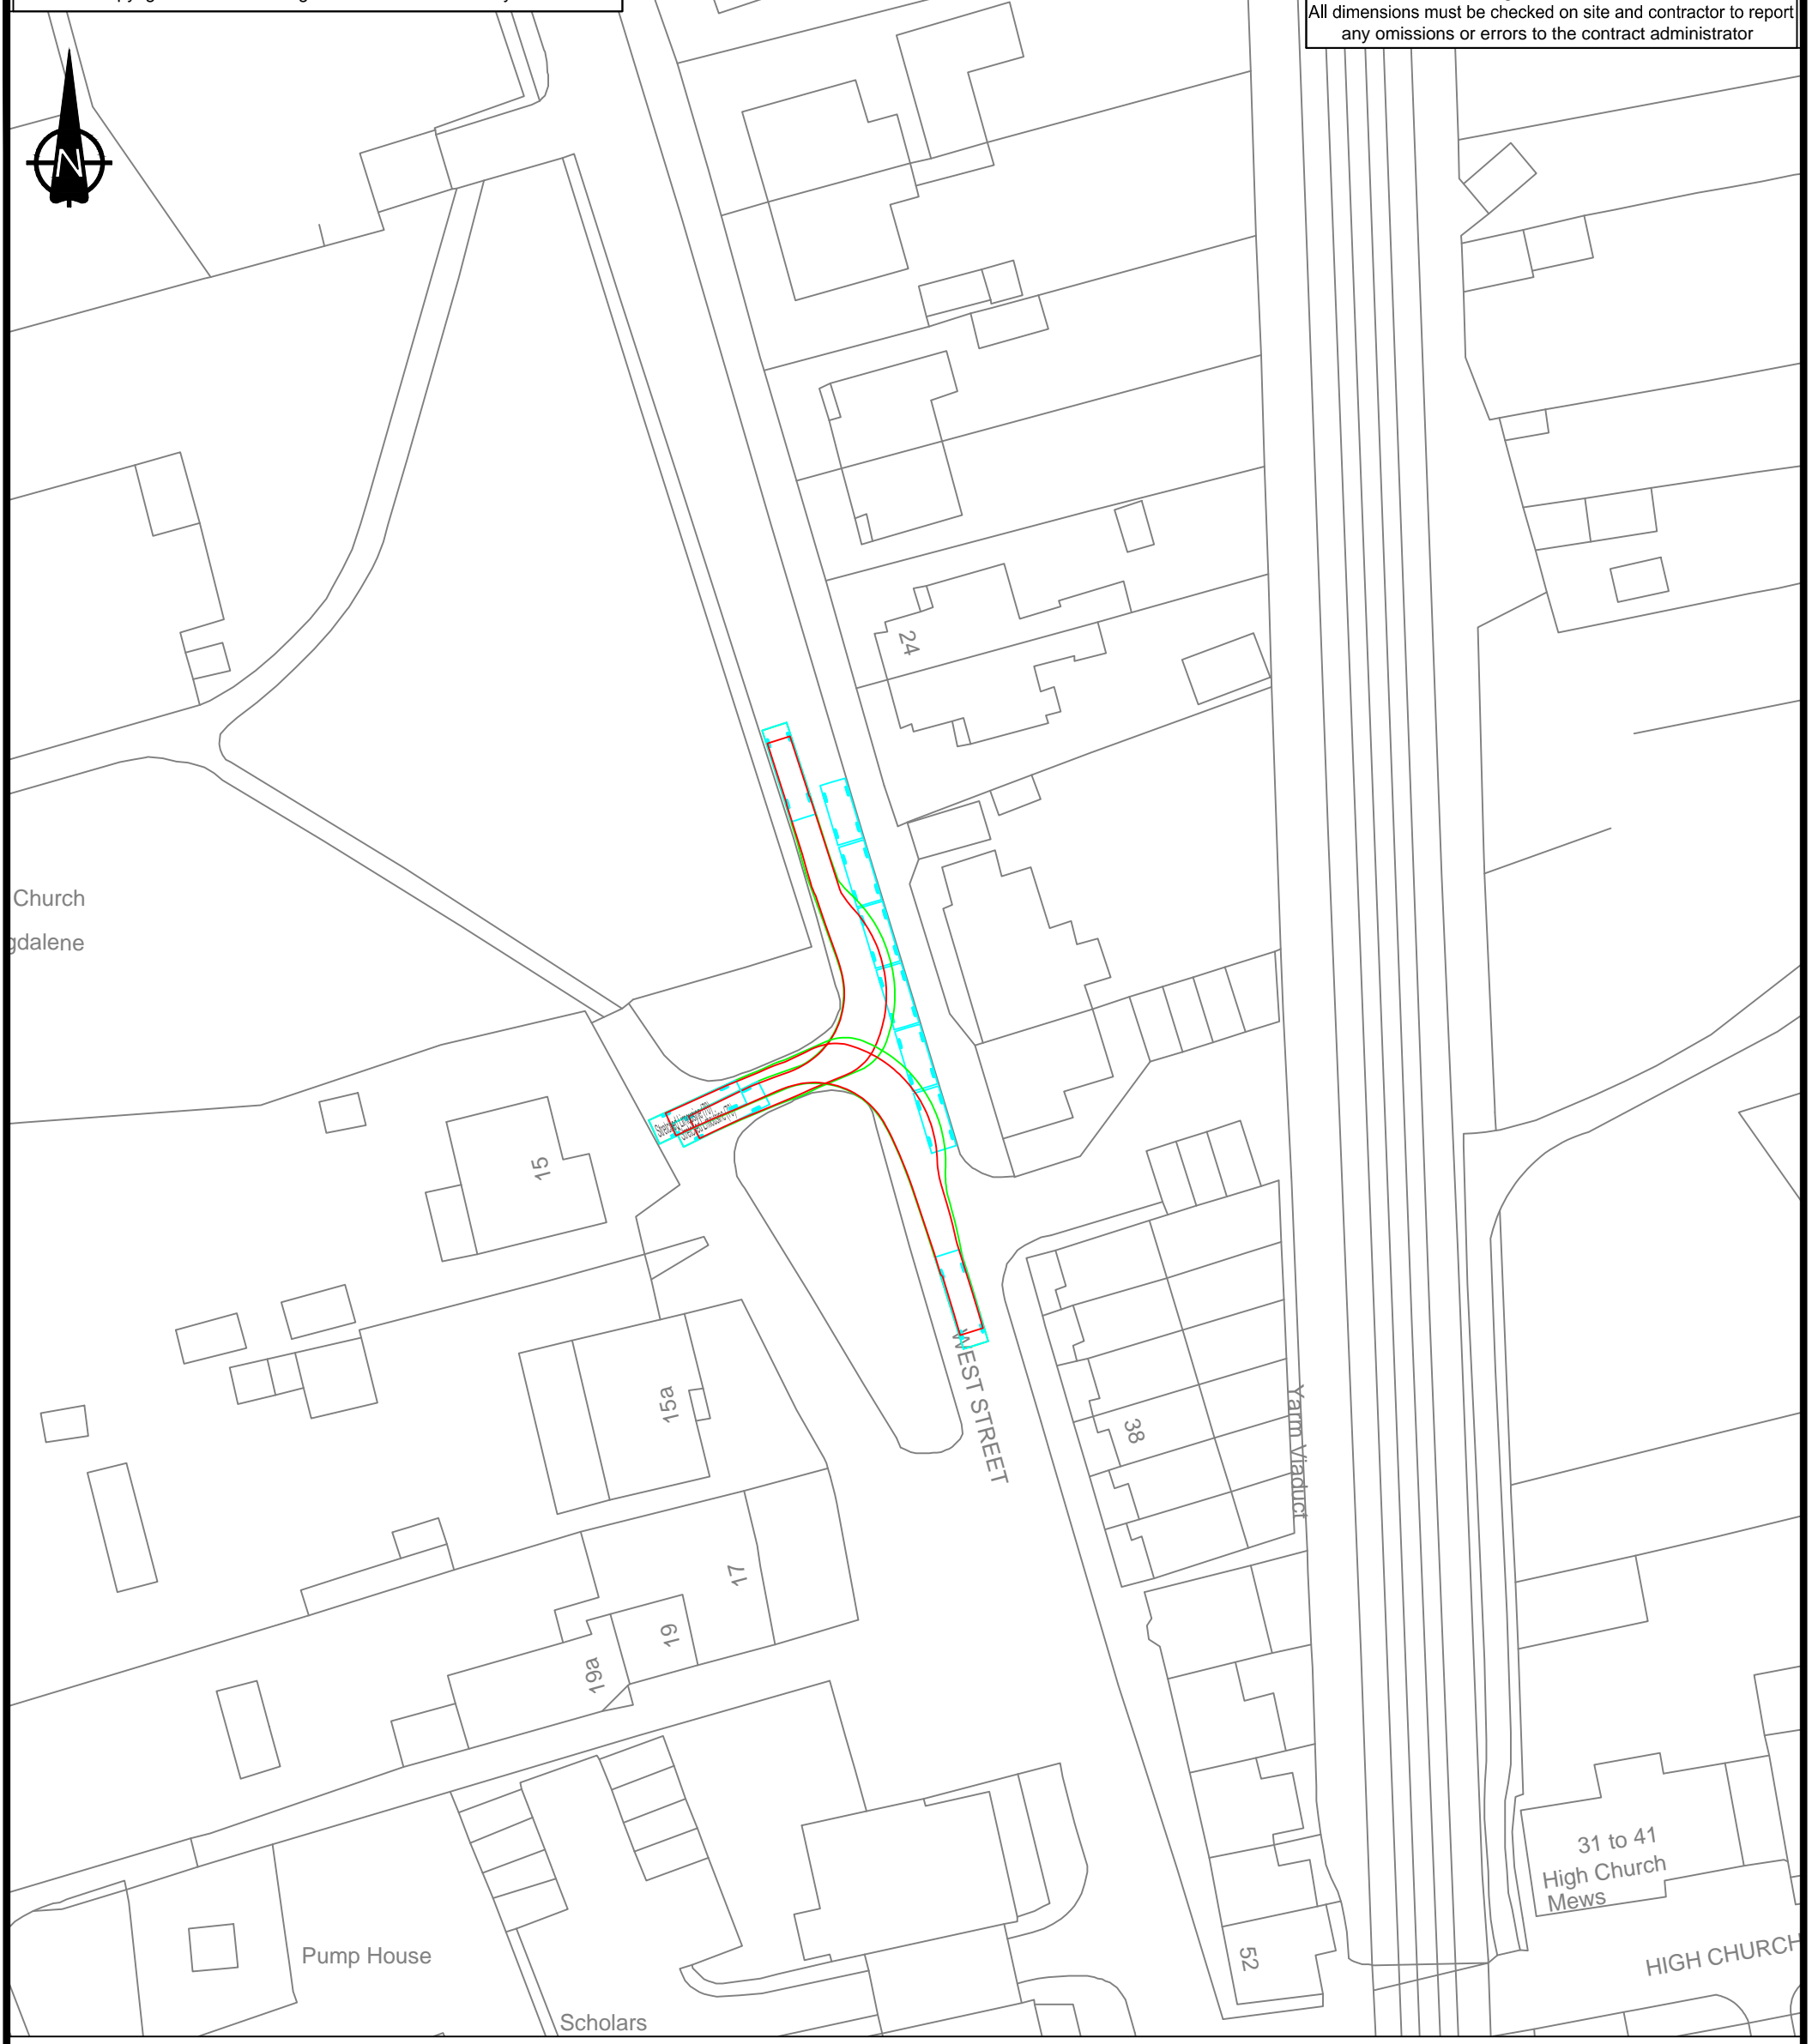 All dimensions must be checked on site and contractor to report
any omissions or errors to the contract administrator
N
24
Church
gdalene
15
15a
WEST STREET
38
Yarm Viaduct
17
19
19a
31 to 41
High Church
Mews
Pump House
52
HIGH CHURCH
Scholars